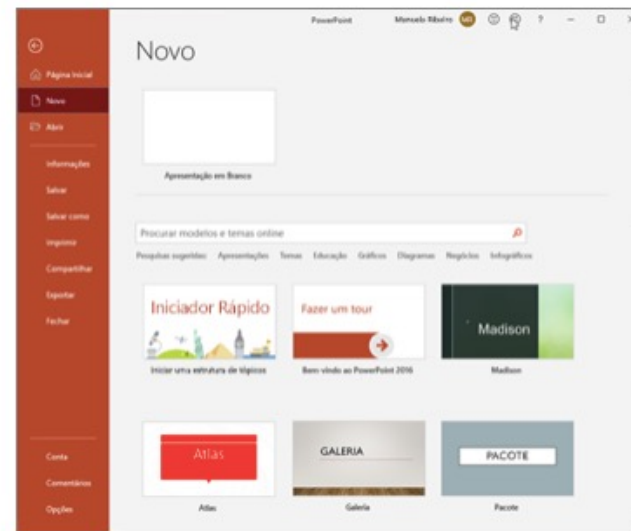 PowerPoint
Manuela Ribeiro
MR
?
Novo
Página Inicial
Novo
Abrir
Informações
Salvar
Salvar como
Imprimir
Compartilhar
Exportar
Fechar
Conta
Comentários
Opções
Apresentação em Branco
Procurar modelos e temas online
Pesquisas sugeridas: Apresentações Temas Educação Gráficos Diagramas Negócios Infográficos
Iniciador Rápido
Iniciar uma estrutura de tópicos
Fazer um tour
Bem-vindo ao PowerPoint 2016
Madison
Madison
Atlas
Atlas
GALERIA
Galeria
PACOTE
Pacote